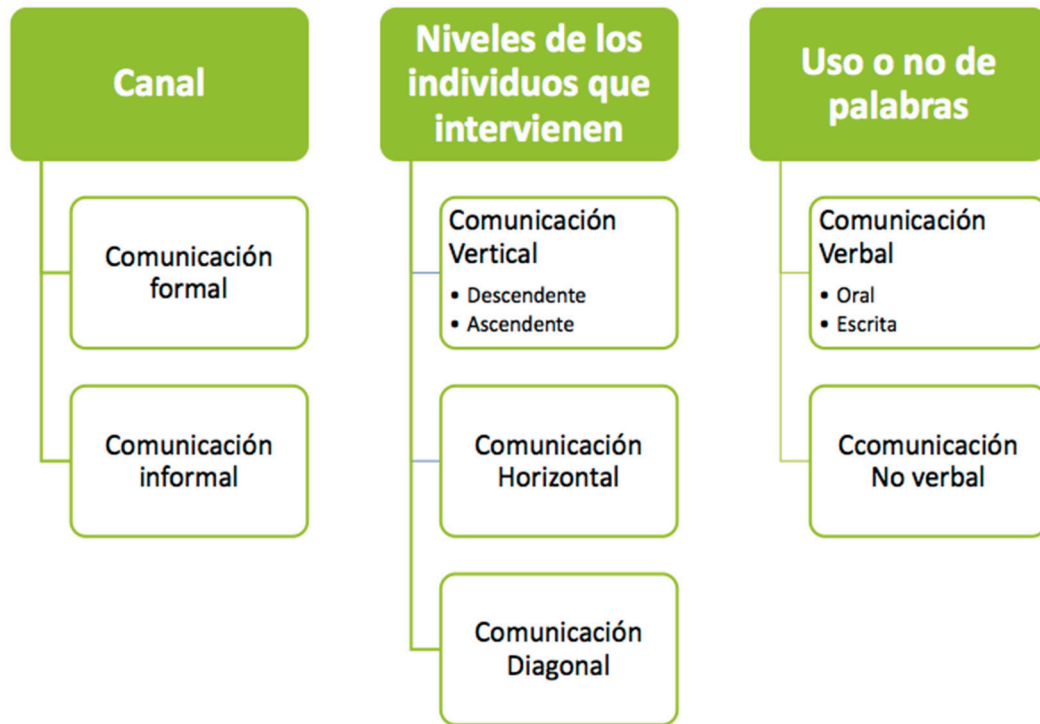 Canal
Comunicación
formal
Comunicación
informal
Niveles de los
individuos que
intervienen
Comunicación
Vertical
• Descendente
• Ascendente
Comunicación
Horizontal
Comunicación
Diagonal
Uso o no de
palabras
Comunicación
Verbal
• Oral
• Escrita
Ccomunicación
No verbal